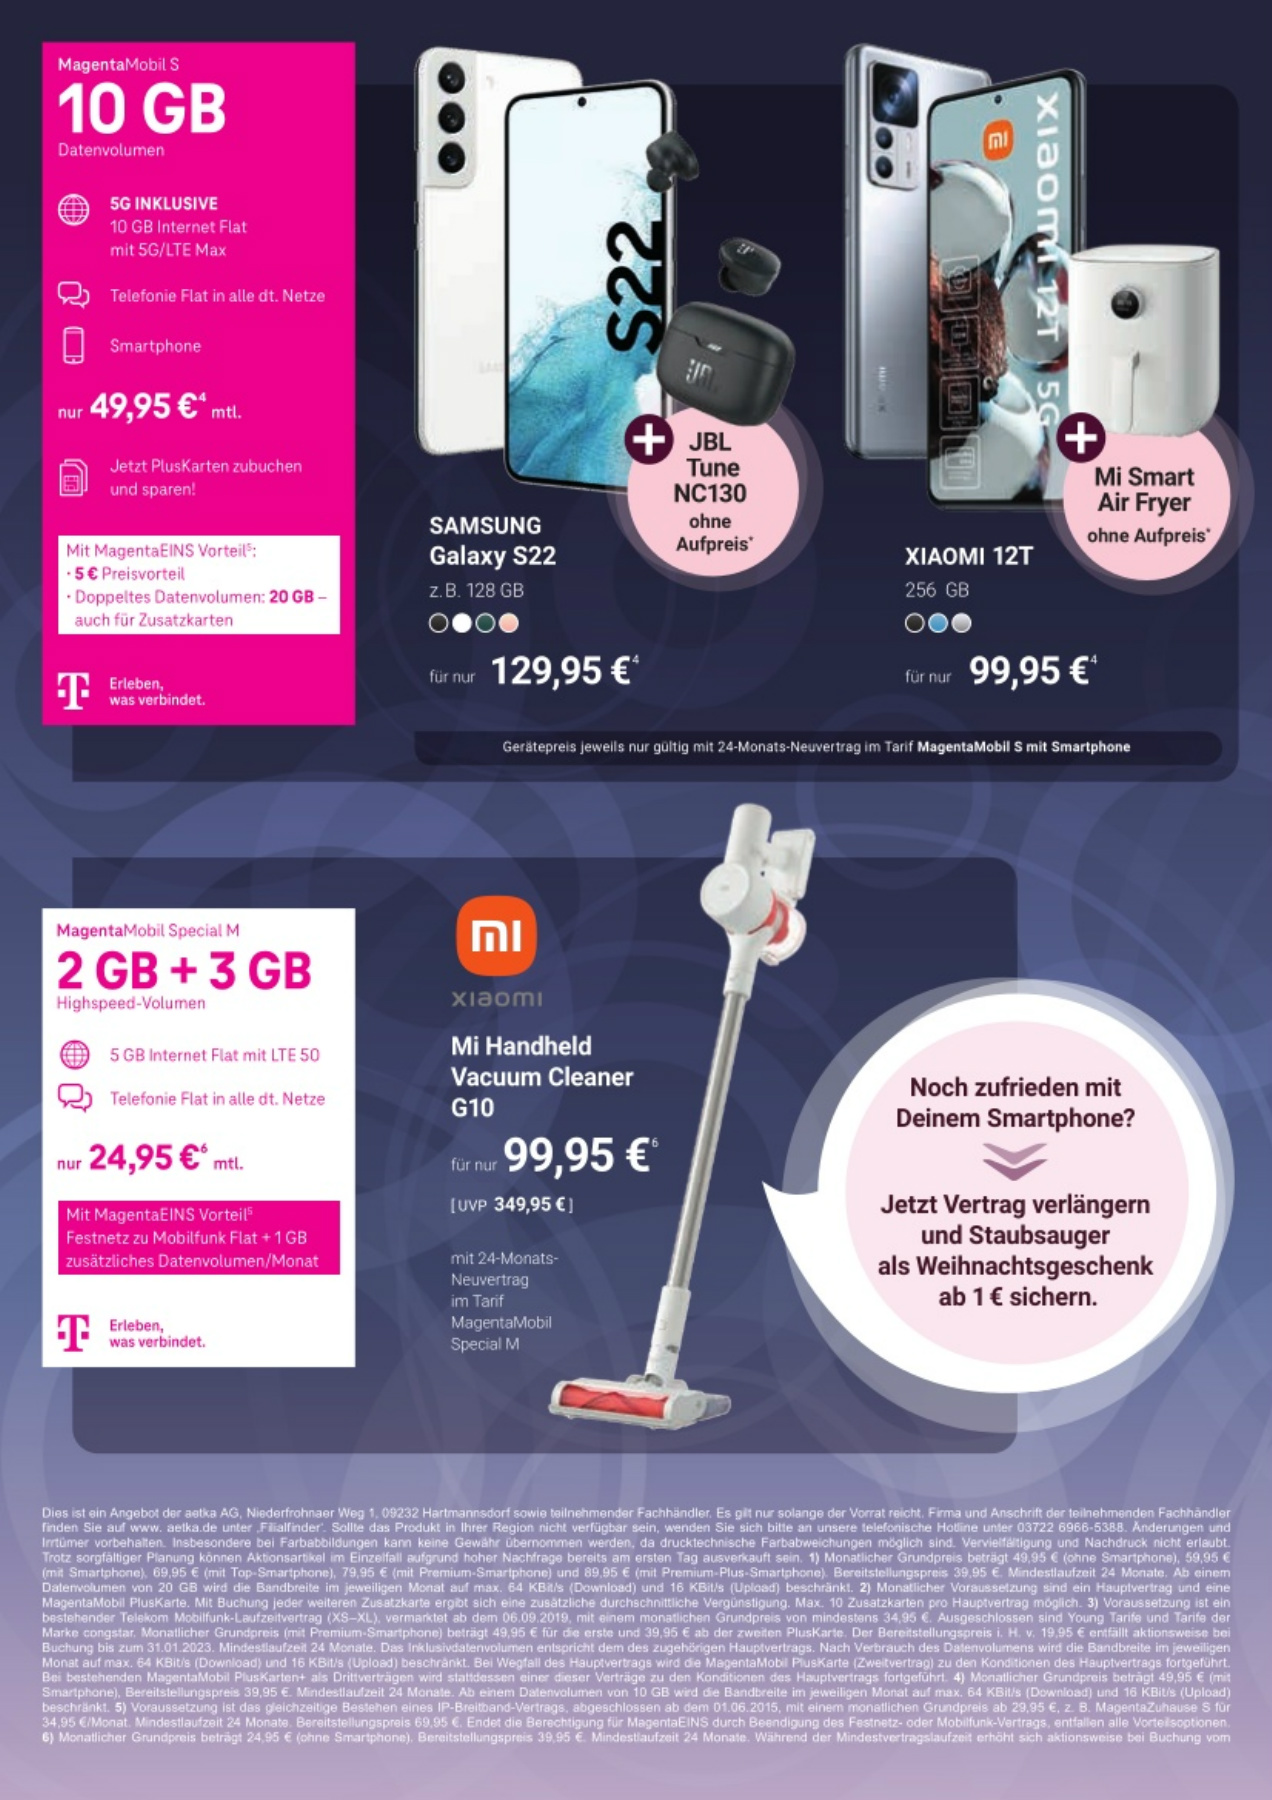 MagentaMobil S
10 GB
Datenvolumen
5G INKLUSIVE
10 GB Internet Flat
mit 5G/LTE Max
Telefonie Flat in alle dt. Netze
Smartphone
nur 49,95 €⁴ mtl.
Jetzt PlusKarten zubuchen
und sparen!
Mit MagentaEINS Vorteil⁵:
· 5 € Preisvorteil
· Doppeltes Datenvolumen: 20 GB –
auch für Zusatzkarten
T
Erleben,
was verbindet.
S22
JBL
+
JBL
Tune
NC130
ohne
Aufpreis*
SAMSUNG
Galaxy S22
z. B. 128 GB
für nur 129,95 €⁴
mi
xiaomi 12T | 5G
xiaomi
+
Mi Smart
Air Fryer
ohne Aufpreis*
XIAOMI 12T
256 GB
für nur 99,95 €⁴
Gerätepreis jeweils nur gültig mit 24-Monats-Neuvertrag im Tarif MagentaMobil S mit Smartphone
MagentaMobil Special M
2 GB + 3 GB
Highspeed-Volumen
5 GB Internet Flat mit LTE 50
Telefonie Flat in alle dt. Netze
nur 24,95 €⁶ mtl.
Mit MagentaEINS Vorteil⁵
Festnetz zu Mobilfunk Flat + 1 GB
zusätzliches Datenvolumen/Monat
T
Erleben,
was verbindet.
mi
xiaomi
Mi Handheld
Vacuum Cleaner
G10
für nur 99,95 €⁶
[UVP 349,95 €]
mit 24-Monats-
Neuvertrag
im Tarif
MagentaMobil
Special M
Noch zufrieden mit
Deinem Smartphone?
Jetzt Vertrag verlängern
und Staubsauger
als Weihnachtsgeschenk
ab 1 € sichern.
Dies ist ein Angebot der aetka AG, Niederfrohnaer Weg 1, 09232 Hartmannsdorf sowie teilnehmender Fachhändler. Es gilt nur solange der Vorrat reicht. Firma und Anschrift der teilnehmenden Fachhändler
finden Sie auf www. aetka.de unter „Filialfinder“. Sollte das Produkt in Ihrer Region nicht verfügbar sein, wenden Sie sich bitte an unsere telefonische Hotline unter 03722 6966-5388. Änderungen und
Irrtümer vorbehalten. Insbesondere bei Farbabbildungen kann keine Gewähr übernommen werden, da drucktechnische Farbabweichungen möglich sind. Vervielfältigung und Nachdruck nicht erlaubt.
Trotz sorgfältiger Planung können Aktionsartikel im Einzelfall aufgrund hoher Nachfrage bereits am ersten Tag ausverkauft sein. 1) Monatlicher Grundpreis beträgt 49,95 € (ohne Smartphone), 59,95 €
(mit Smartphone), 69,95 € (mit Top-Smartphone), 79,95 € (mit Premium-Smartphone) und 89,95 € (mit Premium-Plus-Smartphone). Bereitstellungspreis 39,95 €. Mindestlaufzeit 24 Monate. Ab einem
Datenvolumen von 20 GB wird die Bandbreite im jeweiligen Monat auf max. 64 KBit/s (Download) und 16 KBit/s (Upload) beschränkt. 2) Monatlicher Voraussetzung sind ein Hauptvertrag und eine
MagentaMobil PlusKarte. Mit Buchung jeder weiteren Zusatzkarte ergibt sich eine zusätzliche durchschnittliche Vergünstigung. Max. 10 Zusatzkarten pro Hauptvertrag möglich. 3) Voraussetzung ist ein
bestehender Telekom Mobilfunk-Laufzeitvertrag (XS–XL), vermarktet ab dem 06.09.2019, mit einem monatlichen Grundpreis von mindestens 34,95 €. Ausgeschlossen sind Young Tarife und Tarife der
Marke congstar. Monatlicher Grundpreis (mit Premium-Smartphone) beträgt 49,95 € für die erste und 39,95 € ab der zweiten PlusKarte. Der Bereitstellungspreis i. H. v. 19,95 € entfällt aktionsweise bei
Buchung bis zum 31.01.2023. Mindestlaufzeit 24 Monate. Das Inklusivdatenvolumen entspricht dem des zugehörigen Hauptvertrags. Nach Verbrauch des Datenvolumens wird die Bandbreite im jeweiligen
Monat auf max. 64 KBit/s (Download) und 16 KBit/s (Upload) beschränkt. Bei Wegfall des Hauptvertrags wird die MagentaMobil PlusKarte (Zweitvertrag) zu den Konditionen des Hauptvertrags fortgeführt.
Bei bestehenden MagentaMobil PlusKarten+ als Drittverträgen wird stattdessen einer dieser Verträge zu den Konditionen des Hauptvertrags fortgeführt. 4) Monatlicher Grundpreis beträgt 49,95 € (mit
Smartphone), Bereitstellungspreis 39,95 €. Mindestlaufzeit 24 Monate. Ab einem Datenvolumen von 10 GB wird die Bandbreite im jeweiligen Monat auf max. 64 KBit/s (Download) und 16 KBit/s (Upload)
beschränkt. 5) Voraussetzung ist das gleichzeitige Bestehen eines IP-Breitband-Vertrags, abgeschlossen ab dem 01.06.2015, mit einem monatlichen Grundpreis ab 29,95 €, z. B. MagentaZuhause S für
34,95 €/Monat. Mindestlaufzeit 24 Monate. Bereitstellungspreis 69,95 €. Endet die Berechtigung für MagentaEINS durch Beendigung des Festnetz- oder Mobilfunk-Vertrags, entfallen alle Vorteilsoptionen.
6) Monatlicher Grundpreis beträgt 24,95 € (ohne Smartphone). Bereitstellungspreis 39,95 €. Mindestlaufzeit 24 Monate. Während der Mindestvertragslaufzeit erhöht sich aktionsweise bei Buchung vom